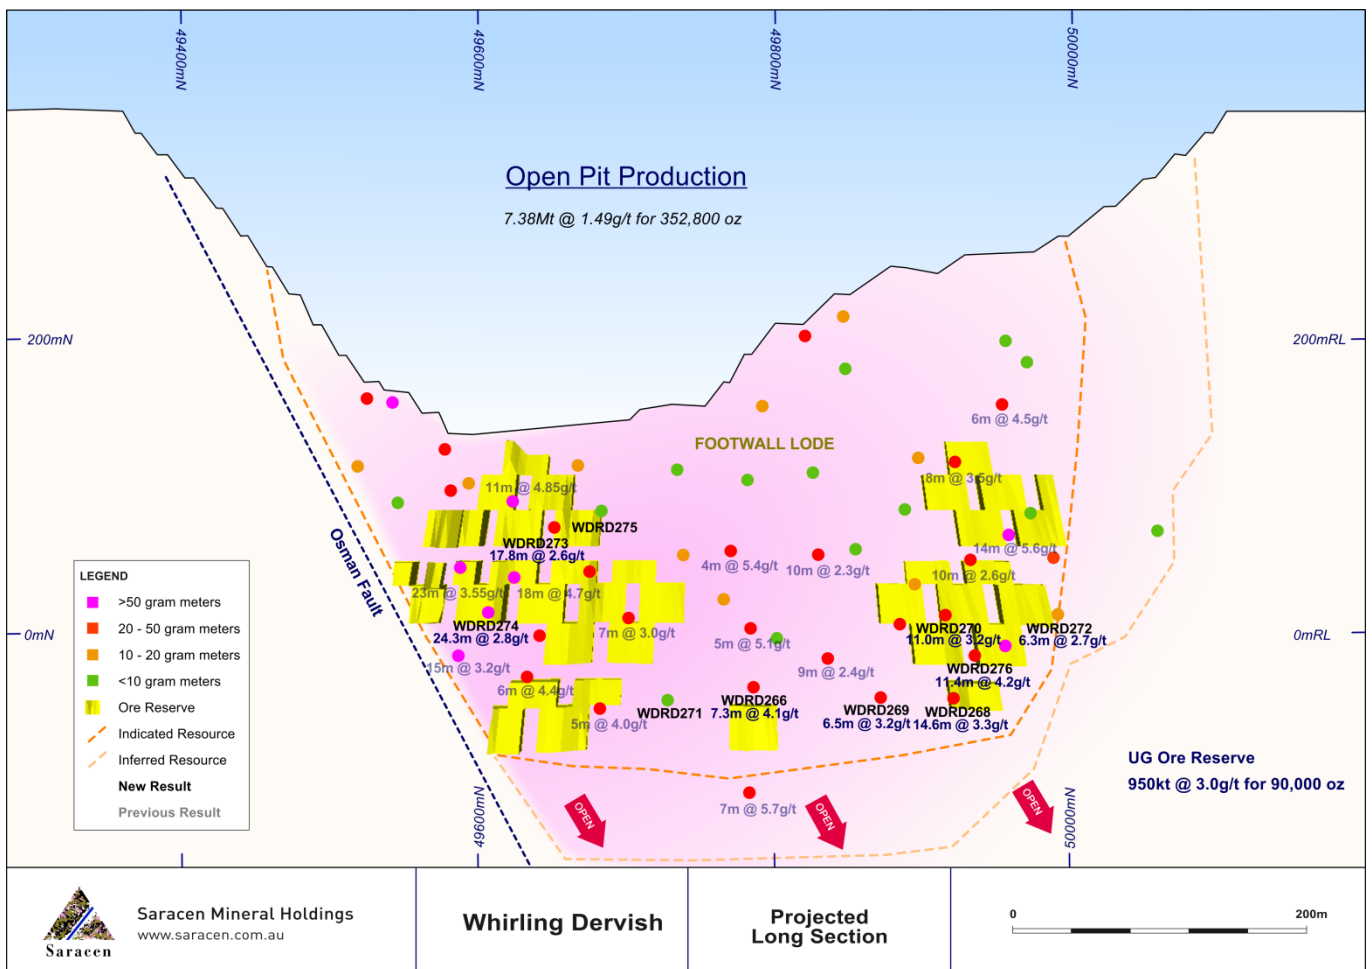 49400mN
49600mN
49800mN
50000mN
Open Pit Production
7.38Mt @ 1.49g/t for 352,800 oz
200mN
200mRL
6m @ 4.5g/t
FOOTWALL LODE
8m @ 3.5g/t
11m @ 4.85g/t
WDRD275
WDRD273
17.8m @ 2.6g/t
14m @ 5.6g/t
4m @ 5.4g/t
10m @ 2.3g/t
10m @ 2.6g/t
Osman Fault
23m @ 3.55g/t
18m @ 4.7g/t
LEGEND
>50 gram meters
20 - 50 gram meters
10 - 20 gram meters
<10 gram meters
Ore Reserve
Indicated Resource
Inferred Resource
New Result
Previous Result
0mN
0mRL
WDRD274
24.3m @ 2.8g/t
7m @ 3.0g/t
5m @ 5.1g/t
WDRD270
11.0m @ 3.2g/t
WDRD272
6.3m @ 2.7g/t
15m @ 3.2g/t
9m @ 2.4g/t
WDRD276
11.4m @ 4.2g/t
6m @ 4.4g/t
WDRD266
7.3m @ 4.1g/t
5m @ 4.0g/t
WDRD271
WDRD269
6.5m @ 3.2g/t
WDRD268
14.6m @ 3.3g/t
UG Ore Reserve
950kt @ 3.0g/t for 90,000 oz
7m @ 5.7g/t
OPEN
OPEN
OPEN
49600mN
50000mN
Saracen
Saracen Mineral Holdings
www.saracen.com.au
Whirling Dervish
Projected
Long Section
0
200m